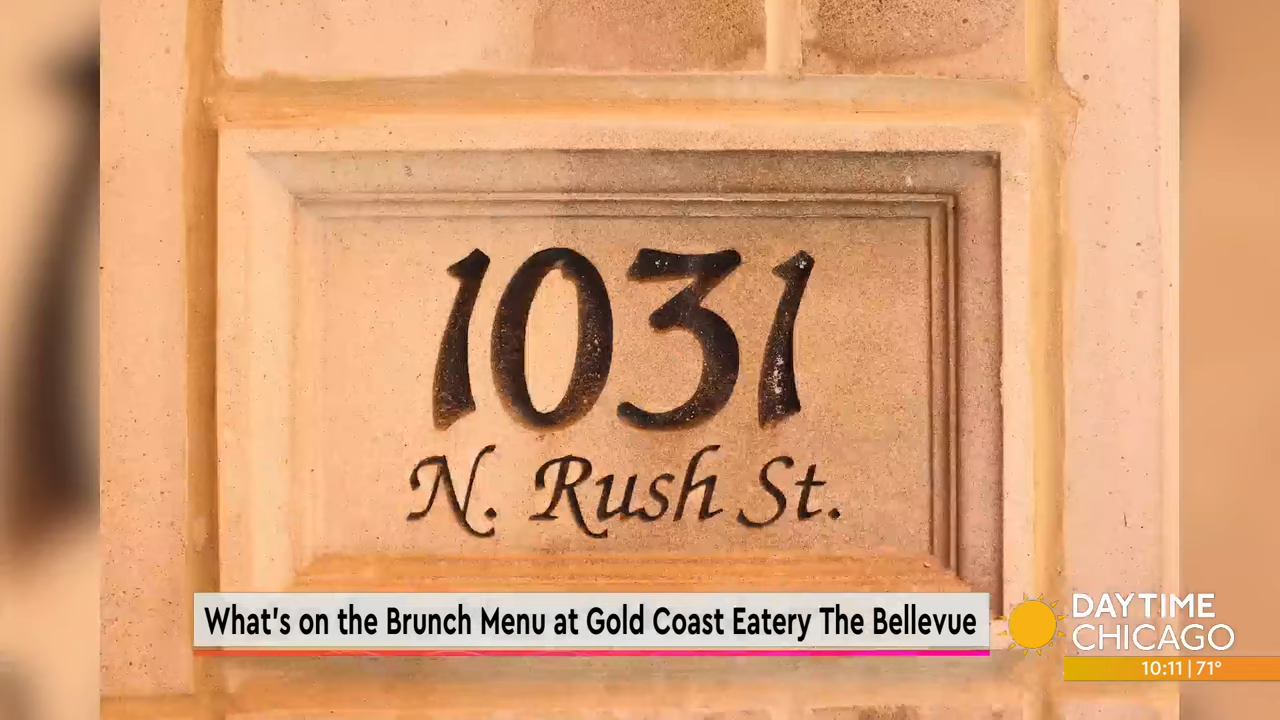 1031
N. Rush St.
What's on the Brunch Menu at Gold Coast Eatery The Bellevue
DAYTIME
CHICAGO
10:11 | 71°